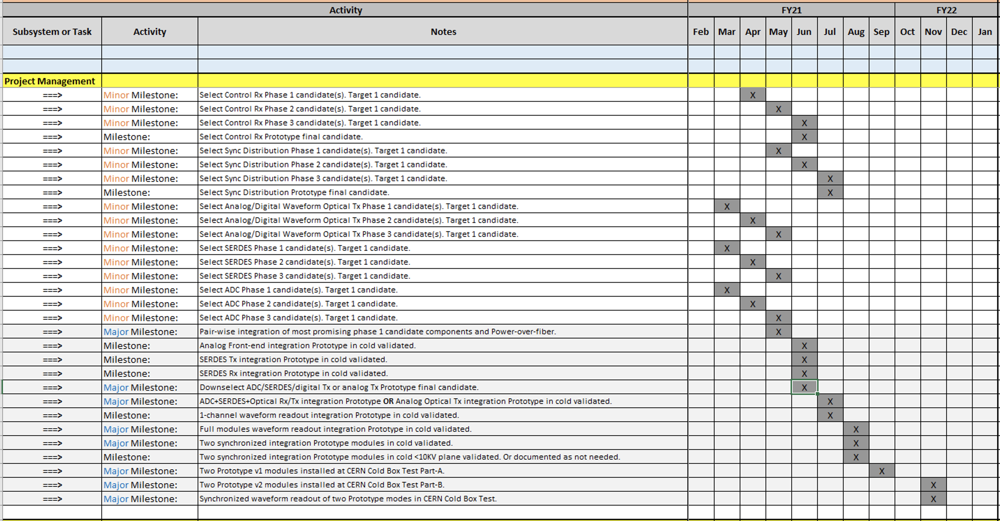 Activity FY21 FY22
Subsystem or Task Activity Notes Feb Mar Apr May Jun Jul Aug Sep Oct Nov Dec Jan
Project Management
===> Minor Milestone: Select Control Rx Phase 1 candidate(s). Target 1 candidate. X
===> Minor Milestone: Select Control Rx Phase 2 candidate(s). Target 1 candidate. X
===> Minor Milestone: Select Control Rx Phase 3 candidate(s). Target 1 candidate. X
===> Milestone: Select Control Rx Prototype final candidate. X
===> Minor Milestone: Select Sync Distribution Phase 1 candidate(s). Target 1 candidate. X
===> Minor Milestone: Select Sync Distribution Phase 2 candidate(s). Target 1 candidate. X
===> Minor Milestone: Select Sync Distribution Phase 3 candidate(s). Target 1 candidate. X
===> Milestone: Select Sync Distribution Prototype final candidate. X
===> Minor Milestone: Select Analog/Digital Waveform Optical Tx Phase 1 candidate(s). Target 1 candidate. X
===> Minor Milestone: Select Analog/Digital Waveform Optical Tx Phase 2 candidate(s). Target 1 candidate. X
===> Minor Milestone: Select Analog/Digital Waveform Optical Tx Phase 3 candidate(s). Target 1 candidate. X
===> Minor Milestone: Select SERDES Phase 1 candidate(s). Target 1 candidate. X
===> Minor Milestone: Select SERDES Phase 2 candidate(s). Target 1 candidate. X
===> Minor Milestone: Select SERDES Phase 3 candidate(s). Target 1 candidate. X
===> Minor Milestone: Select ADC Phase 1 candidate(s). Target 1 candidate. X
===> Minor Milestone: Select ADC Phase 2 candidate(s). Target 1 candidate. X
===> Minor Milestone: Select ADC Phase 3 candidate(s). Target 1 candidate. X
===> Major Milestone: Pair-wise integration of most promising phase 1 candidate components and Power-over-fiber. X
===> Milestone: Analog Front-end integration Prototype in cold validated. X
===> Milestone: SERDES Tx integration Prototype in cold validated. X
===> Milestone: SERDES Rx integration Prototype in cold validated. X
===> Major Milestone: Downselect ADC/SERDES/digital Tx or analog Tx Prototype final candidate. X
===> Major Milestone: ADC+SERDES+Optical Rx/Tx integration Prototype OR Analog Optical Tx integration Prototype in cold validated. X
===> Milestone: 1-channel waveform readout integration Prototype in cold validated. X
===> Major Milestone: Full modules waveform readout integration Prototype in cold validated. X
===> Major Milestone: Two synchronized integration Prototype modules in cold validated. X
===> Milestone: Two synchronized integration Prototype modules in cold <10KV plane validated. Or documented as not needed. X
===> Major Milestone: Two Prototype v1 modules installed at CERN Cold Box Test Part-A. X
===> Major Milestone: Two Prototype v2 modules installed at CERN Cold Box Test Part-B. X
===> Major Milestone: Synchronized waveform readout of two Prototype modes in CERN Cold Box Test. X